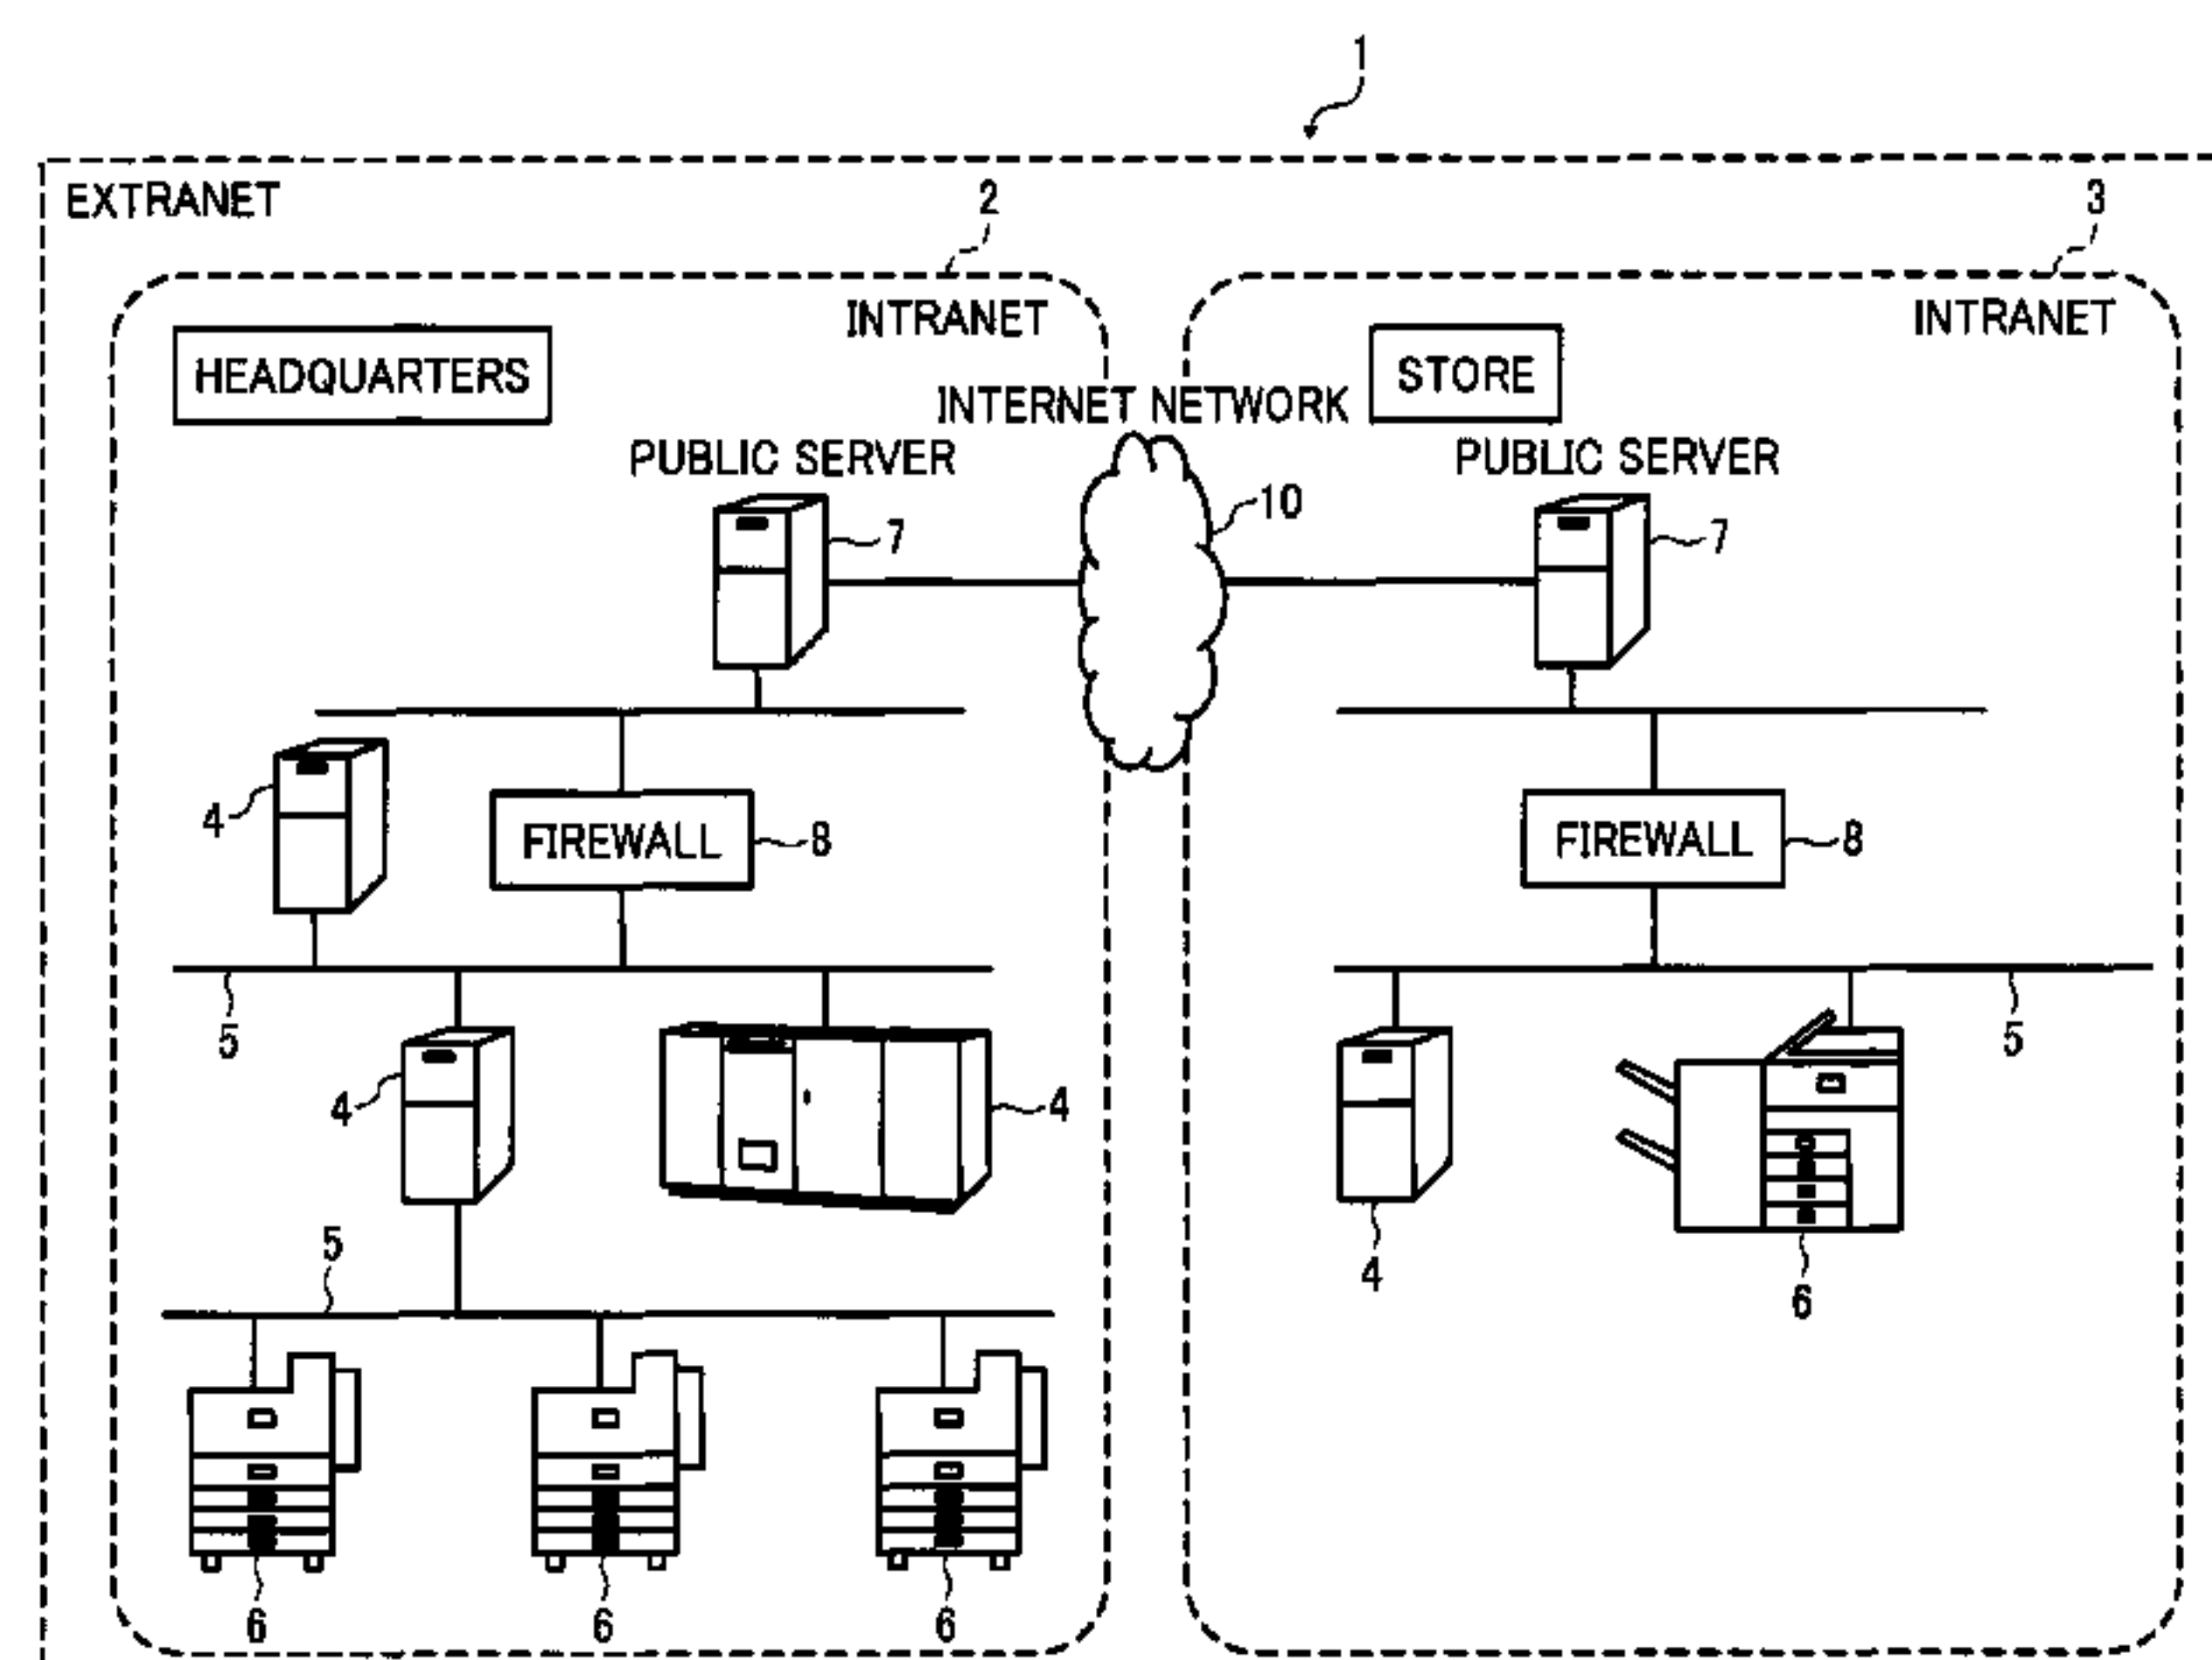 1
EXTRANET
2
3
INTRANET
INTRANET
HEADQUARTERS
STORE
INTERNET NETWORK
PUBLIC SERVER
PUBLIC SERVER
10
7
7
4
FIREWALL
8
FIREWALL
8
5
5
4
4
4
6
5
6
6
6